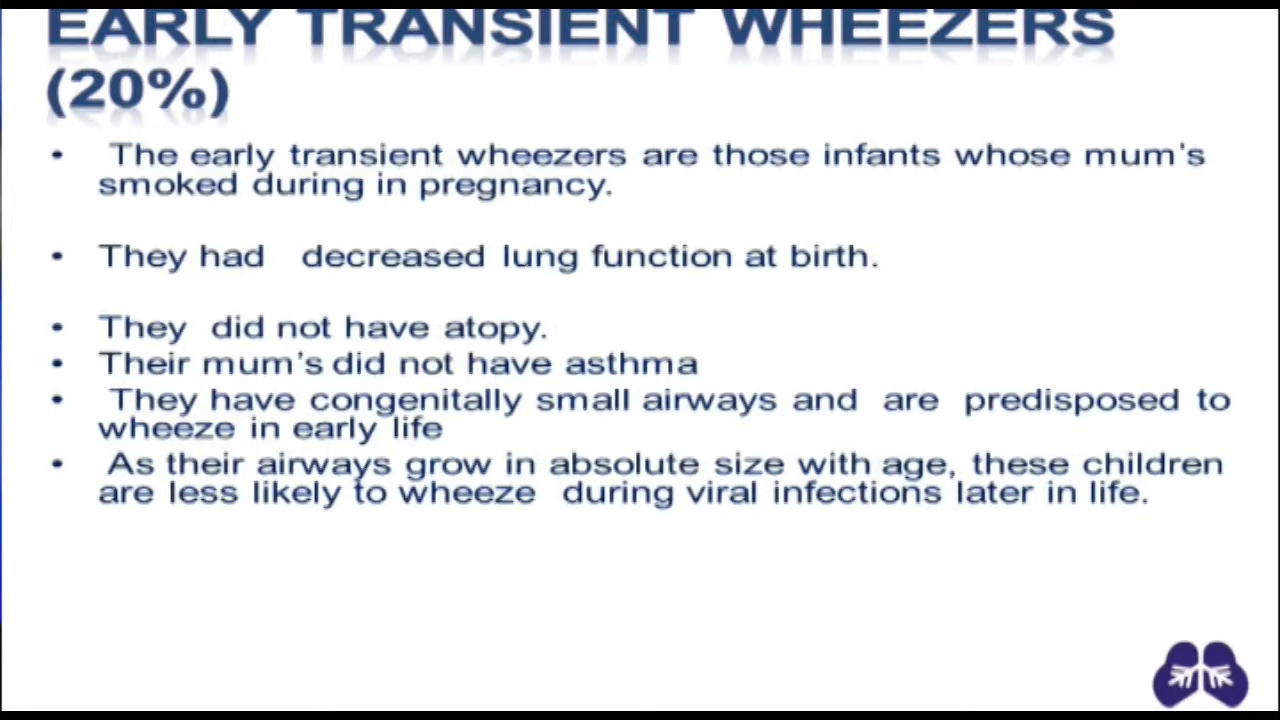 EARLY TRANSIENT WHEEZERS
(20%)
• The early transient wheezers are those infants whose mum's
smoked during in pregnancy.
• They had decreased lung function at birth.
• They did not have atopy.
• Their mum's did not have asthma
• They have congenitally small airways and are predisposed to
wheeze in early life
• As their airways grow in absolute size with age, these children
are less likely to wheeze during viral infections later in life.